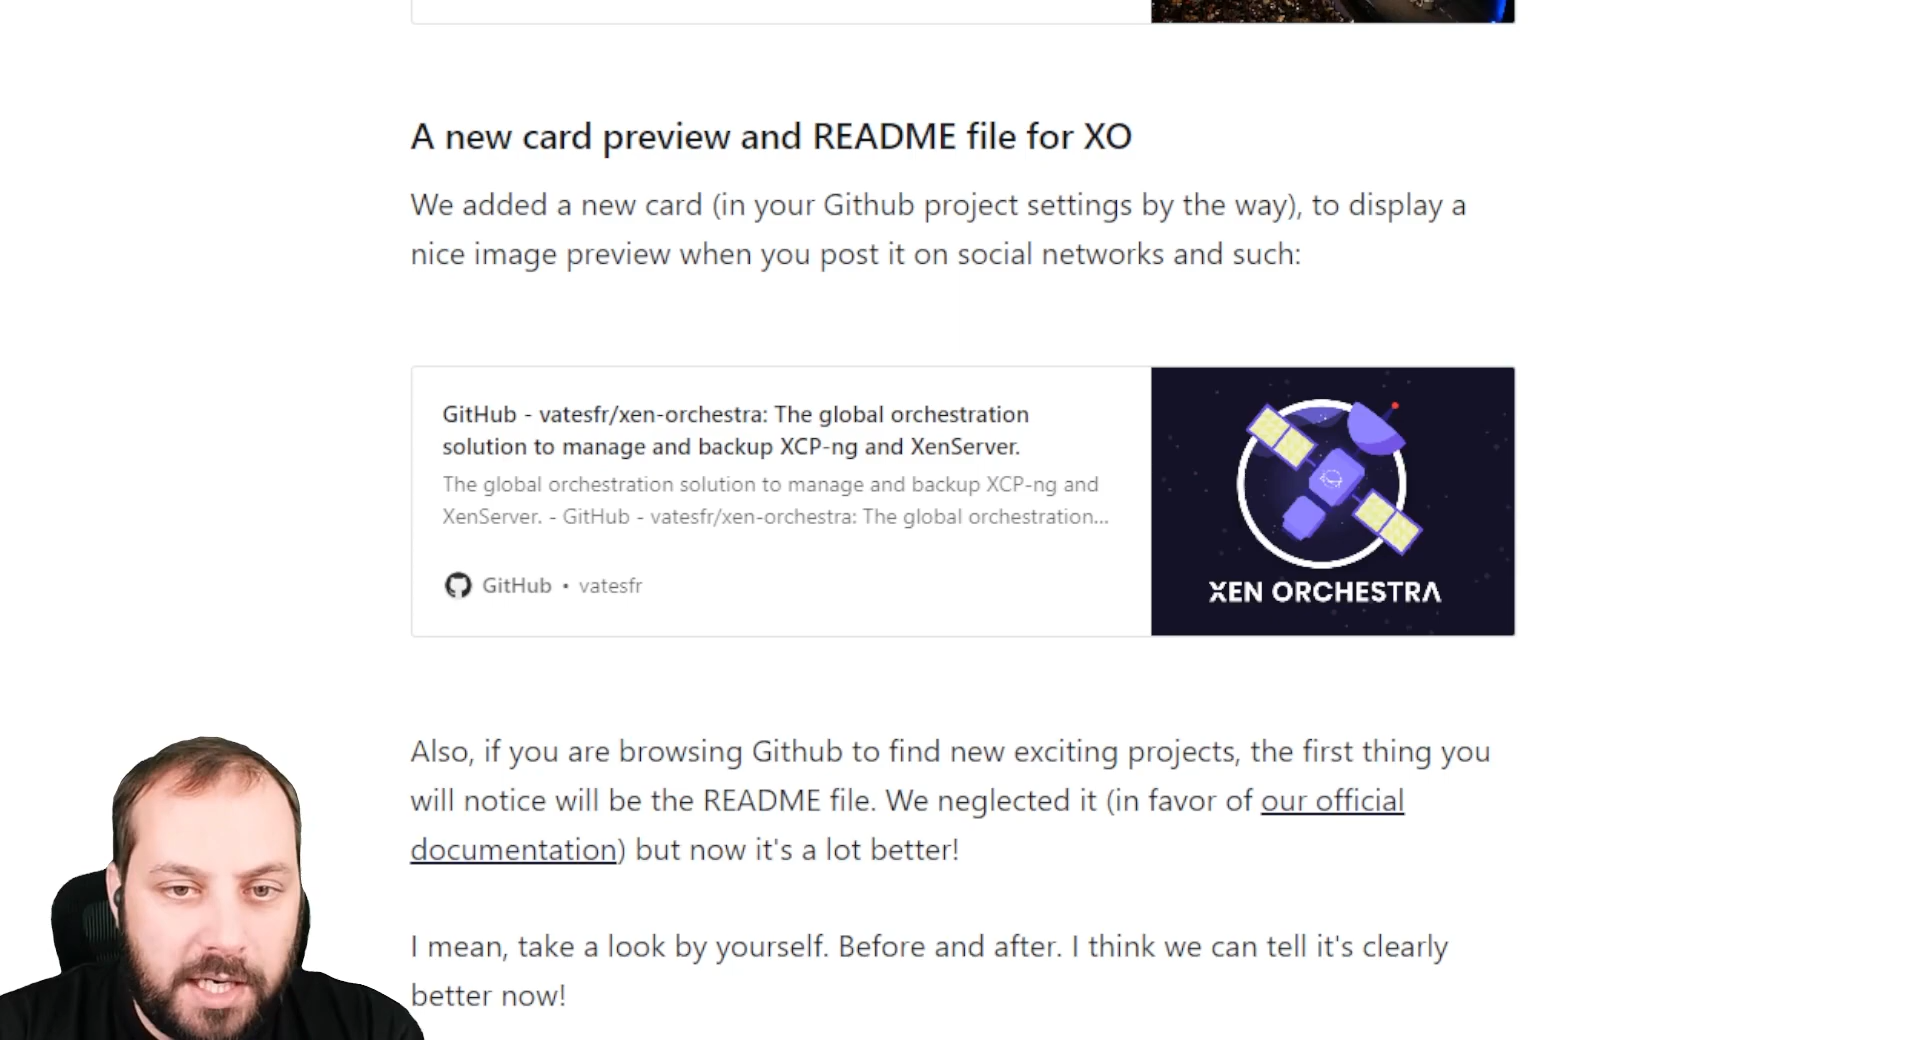 A new card preview and README file for XO
We added a new card (in your Github project settings by the way), to display a
nice image preview when you post it on social networks and such:
GitHub - vatesfr/xen-orchestra: The global orchestration
solution to manage and backup XCP-ng and XenServer.
The global orchestration solution to manage and backup XCP-ng and
XenServer. - GitHub - vatesfr/xen-orchestra: The global orchestration...
GitHub • vatesfr
XEN ORCHESTRA
Also, if you are browsing Github to find new exciting projects, the first thing you
will notice will be the README file. We neglected it (in favor of our official
documentation) but now it's a lot better!
I mean, take a look by yourself. Before and after. I think we can tell it's clearly
better now!